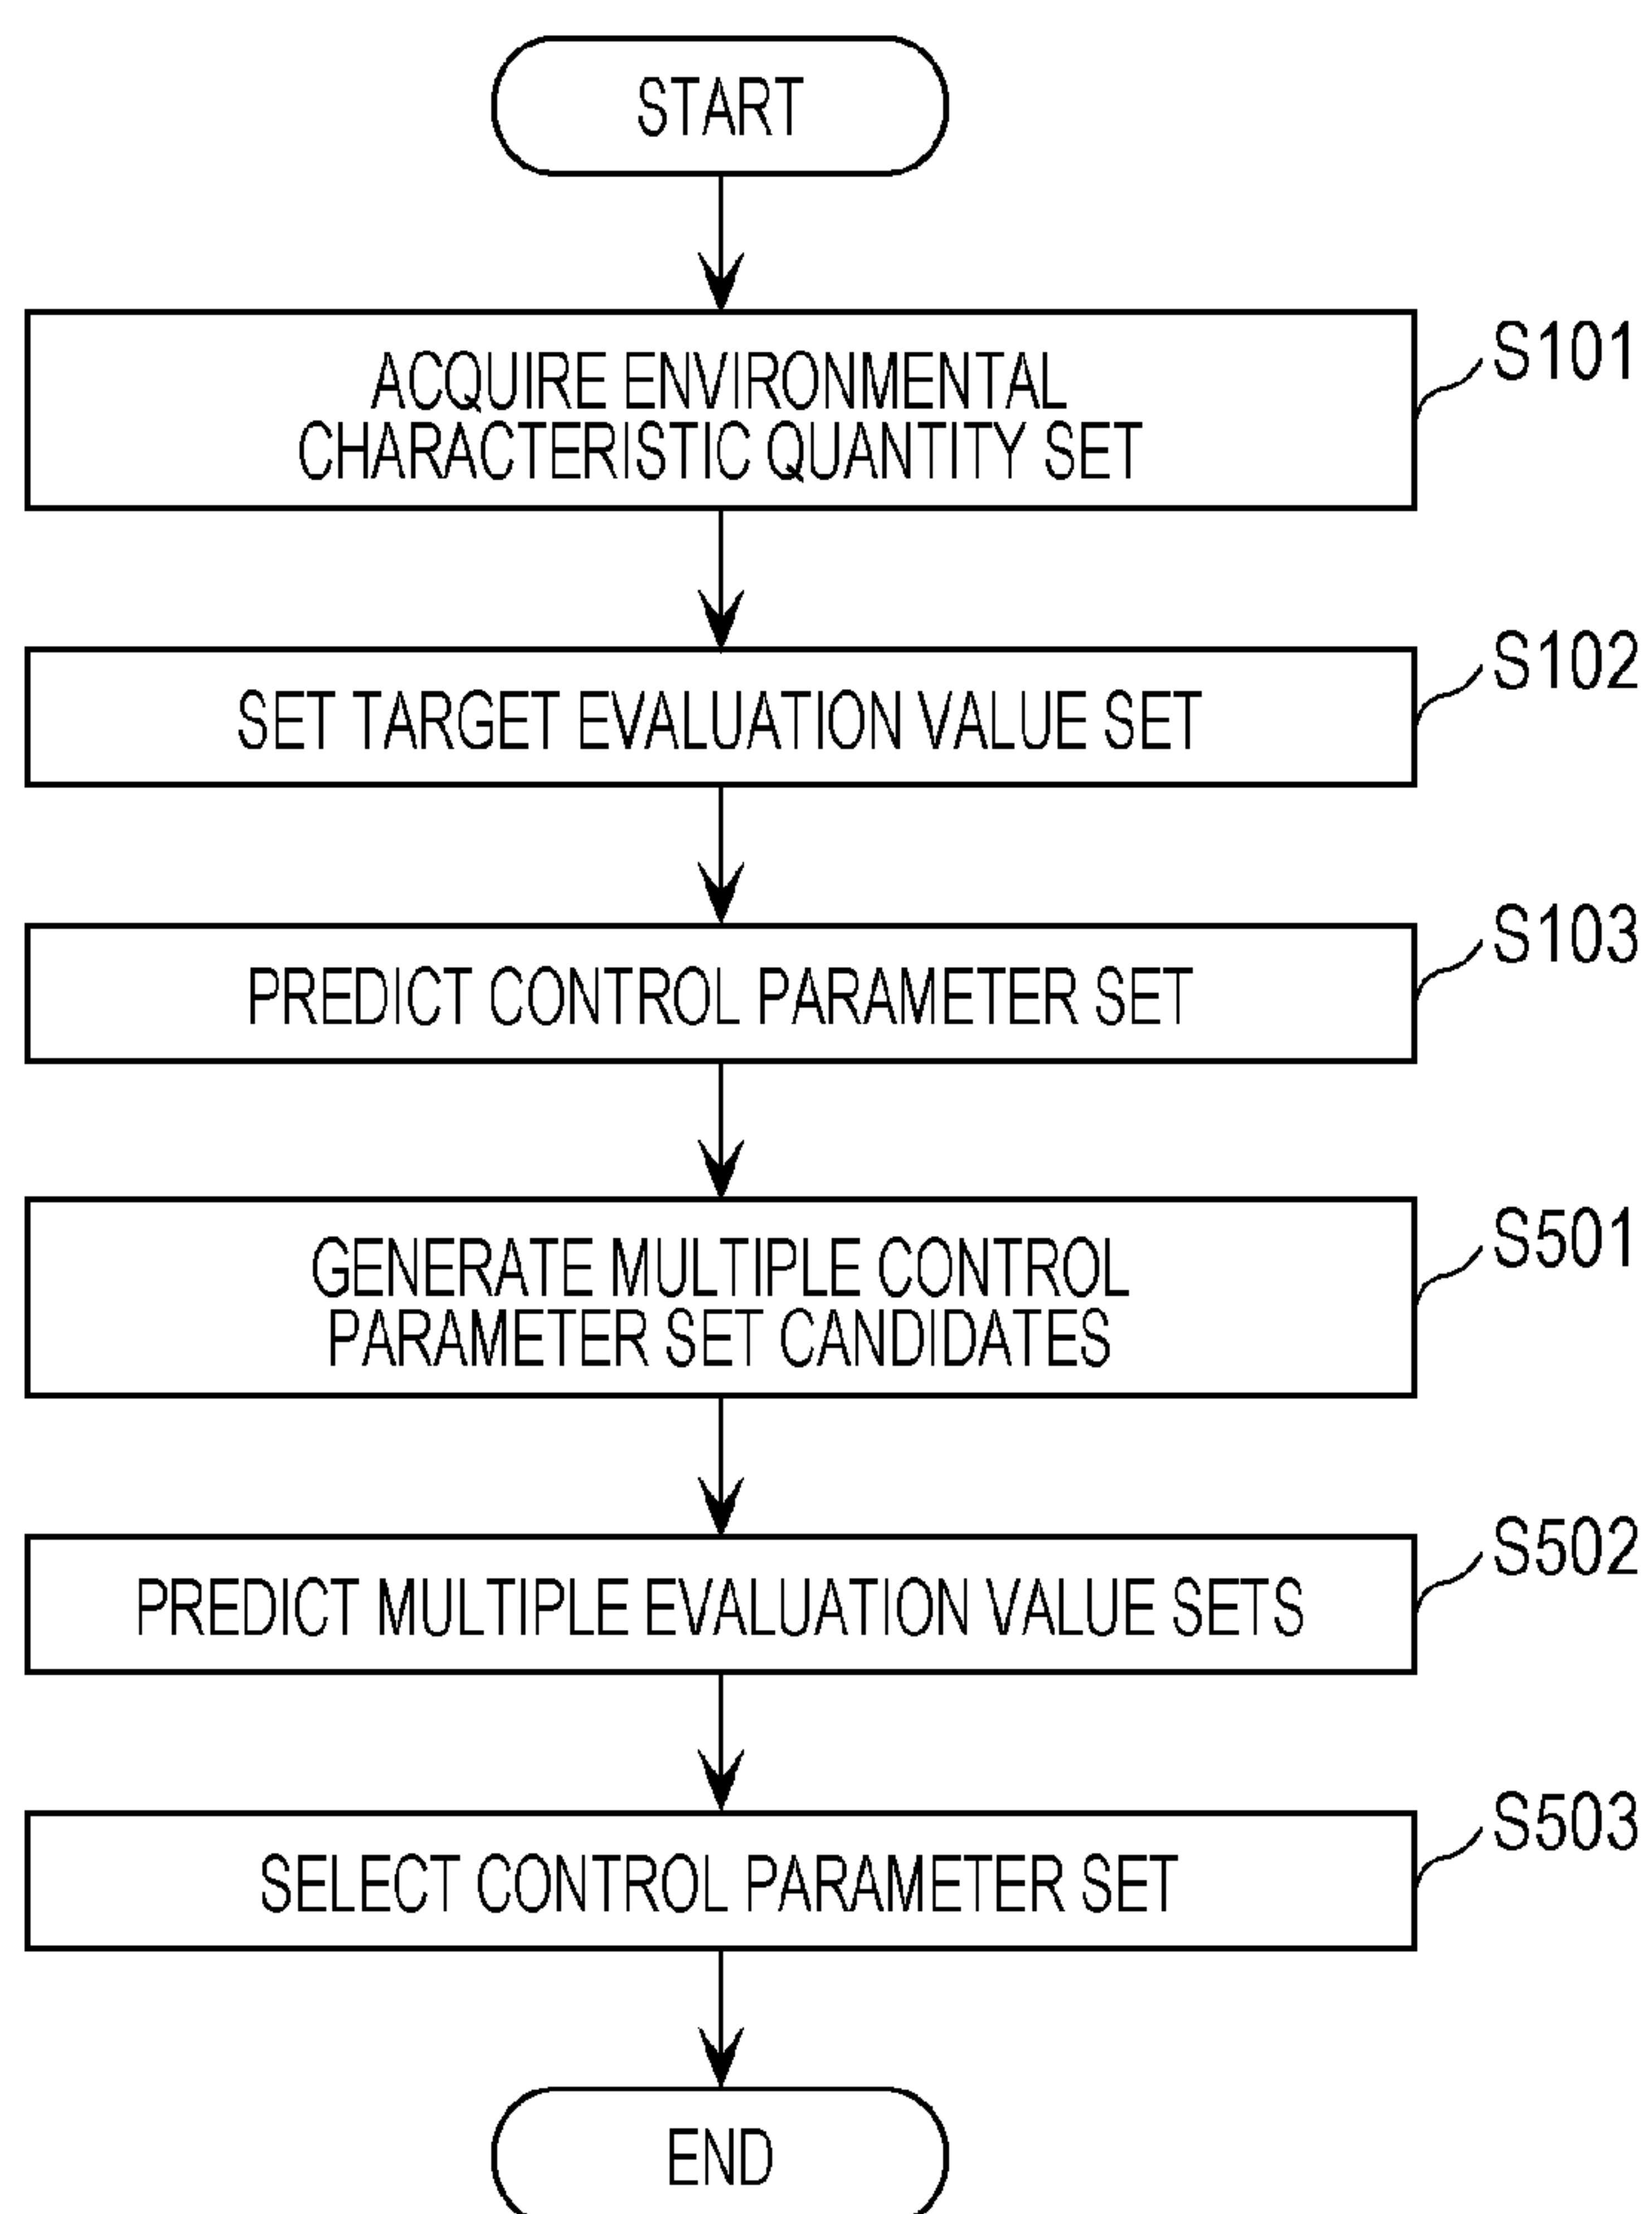 START
ACQUIRE ENVIRONMENTAL
CHARACTERISTIC QUANTITY SET
S101
SET TARGET EVALUATION VALUE SET
S102
PREDICT CONTROL PARAMETER SET
S103
GENERATE MULTIPLE CONTROL
PARAMETER SET CANDIDATES
S501
PREDICT MULTIPLE EVALUATION VALUE SETS
S502
SELECT CONTROL PARAMETER SET
S503
END